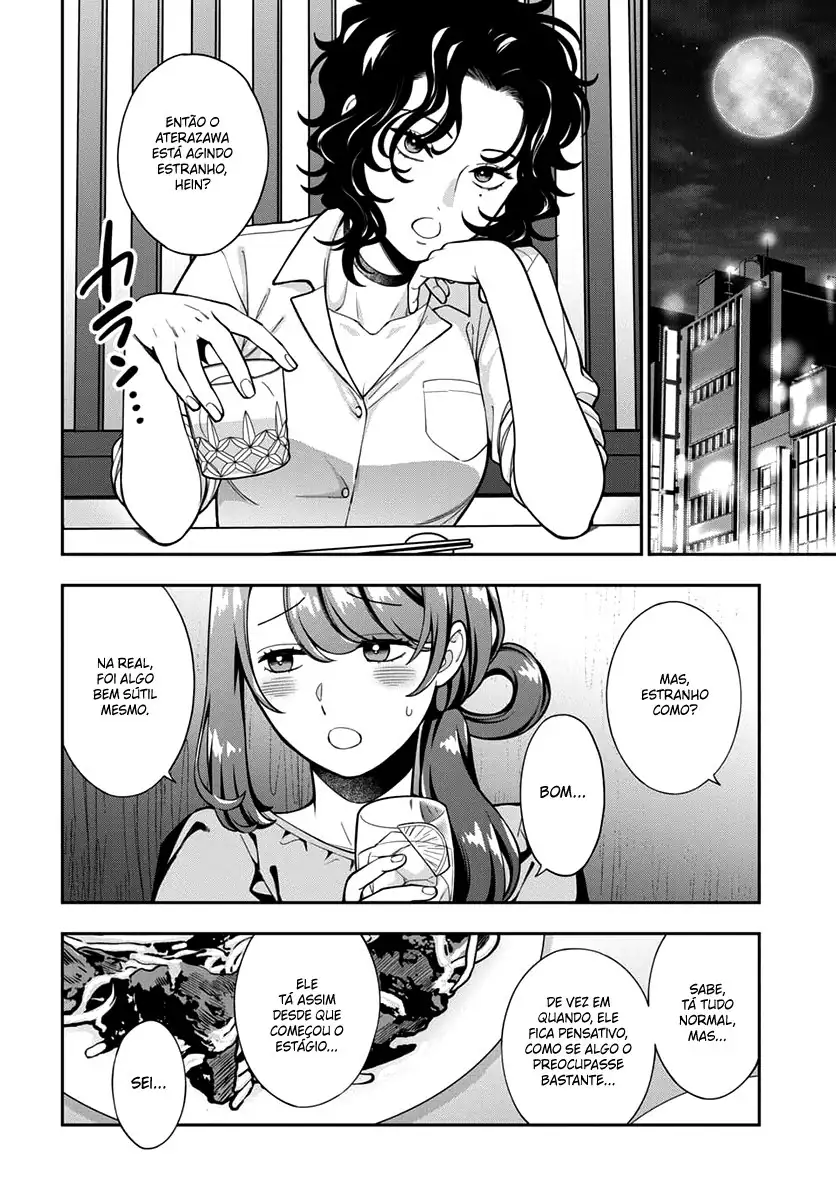 ENTÃO O
ATERAZAWA
ESTÁ AGINDO
ESTRANHO,
HEIN?
カラン…
MAS,
ESTRANHO
COMO?
BOM...
NA REAL,
FOI ALGO
BEM SÚTIL
MESMO.
SABE,
TÁ TUDO
NORMAL,
MAS...
DE VEZ EM
QUANDO, ELE
FICA PENSATIVO,
COMO SE ALGO O
PREOCUPASSE
BASTANTE...
ELE
TÁ ASSIM
DESDE QUE
COMEÇOU O
ESTÁGIO...
SEI...